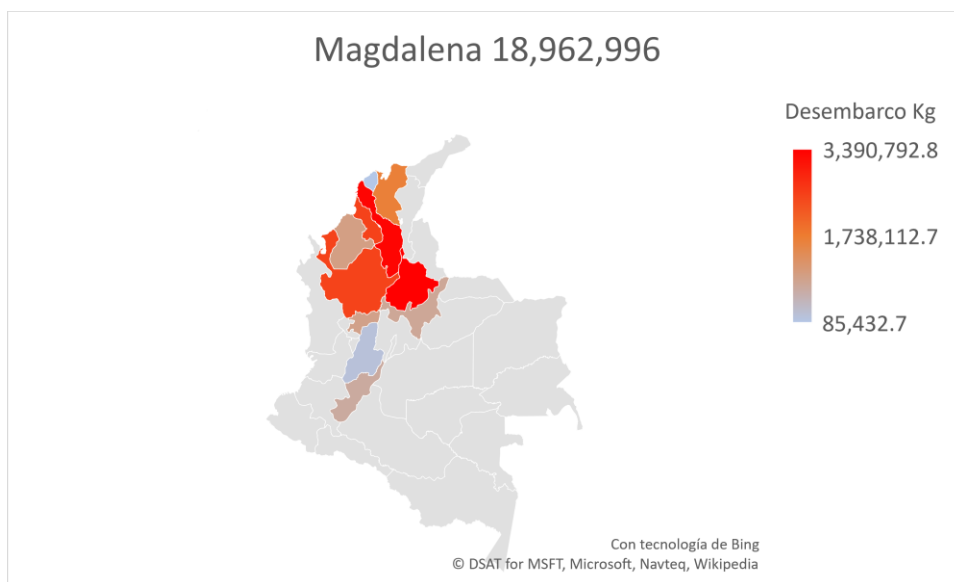 Magdalena 18,962,996
Desembarco Kg
3,390,792.8
1,738,112.7
85,432.7
Con tecnología de Bing
© DSAT for MSFT, Microsoft, Navteq, Wikipedia